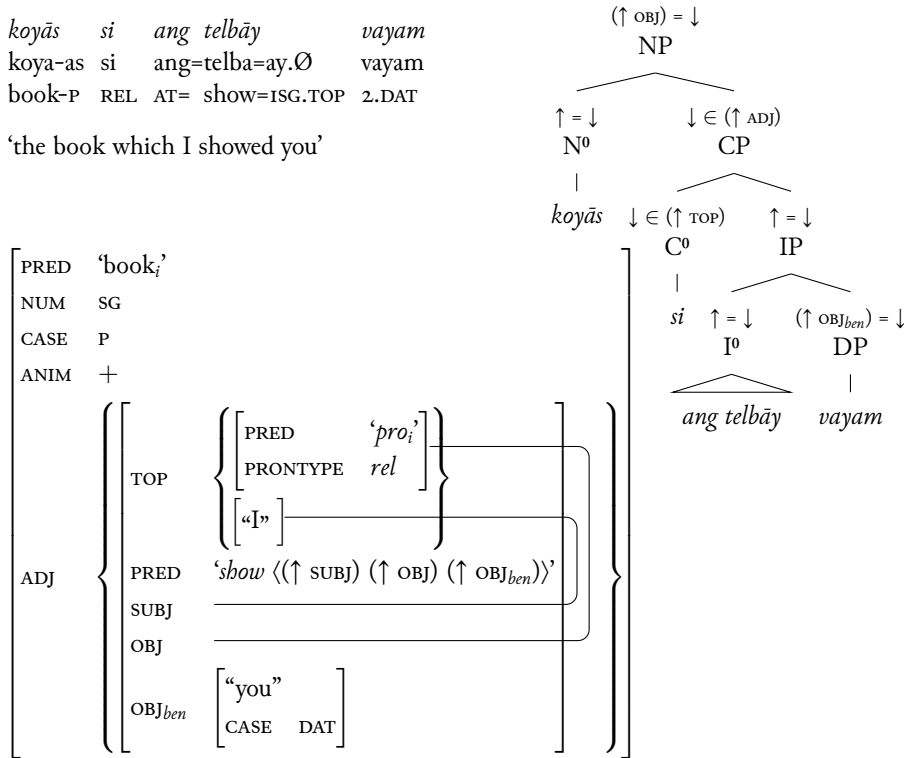 koyās si ang telbāy vayam
koya-as si ang=telba=ay.Ø vayam
book-P REL AT= show=1SG.TOP 2.DAT
‘the book which I showed you’
(↑ OBJ) = ↓
NP
↑ = ↓ ↓ ∈ (↑ ADJ)
N⁰ CP
koyās ↓ ∈ (↑ TOP) ↑ = ↓
C⁰ IP
si ↑ = ↓ (↑ OBJben) = ↓
I⁰ DP
ang telbāy vayam
PRED ‘booki’
NUM SG
CASE P
ANIM +
ADJ
TOP
PRED ‘proi’
PRONTYPE rel
“I”
PRED ‘show ⟨(↑ SUBJ) (↑ OBJ) (↑ OBJben)⟩’
SUBJ
OBJ
OBJben
“you”
CASE DAT